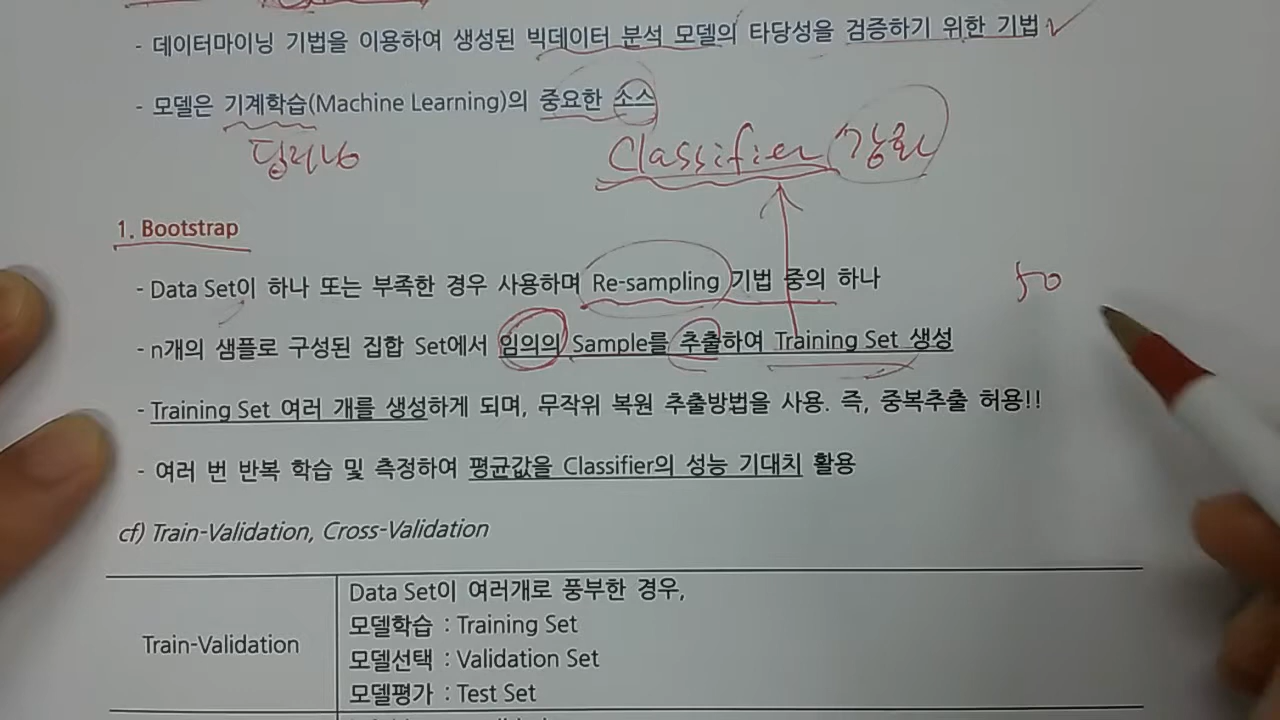 - 데이터마이닝 기법을 이용하여 생성된 빅데이터 분석 모델의 타당성을 검증하기 위한 기법
- 모델은 기계학습(Machine Learning)의 중요한 소스
딥러닝
Classifier 강화
1. Bootstrap
- Data Set이 하나 또는 부족한 경우 사용하며 Re-sampling 기법 중의 하나
50
- n개의 샘플로 구성된 집합 Set에서 임의의 Sample를 추출하여 Training Set 생성
- Training Set 여러 개를 생성하게 되며, 무작위 복원 추출방법을 사용. 즉, 중복추출 허용!!
- 여러 번 반복 학습 및 측정하여 평균값을 Classifier의 성능 기대치 활용
cf) Train-Validation, Cross-Validation
Train-Validation
Data Set이 여러개로 풍부한 경우,
모델학습 : Training Set
모델선택 : Validation Set
모델평가 : Test Set